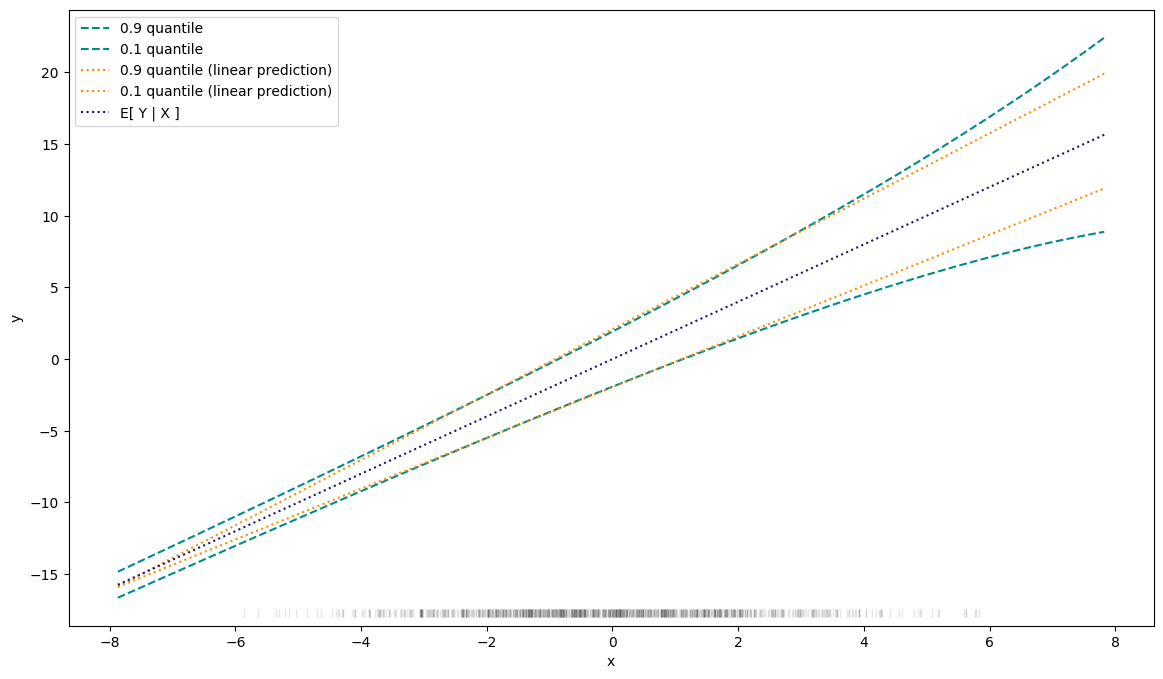 0.9 quantile
0.1 quantile
0.9 quantile (linear prediction)
0.1 quantile (linear prediction)
E[ Y | X ]
20
15
10
5
0
−5
−10
−15
y
−8 −6 −4 −2 0 2 4 6 8
x